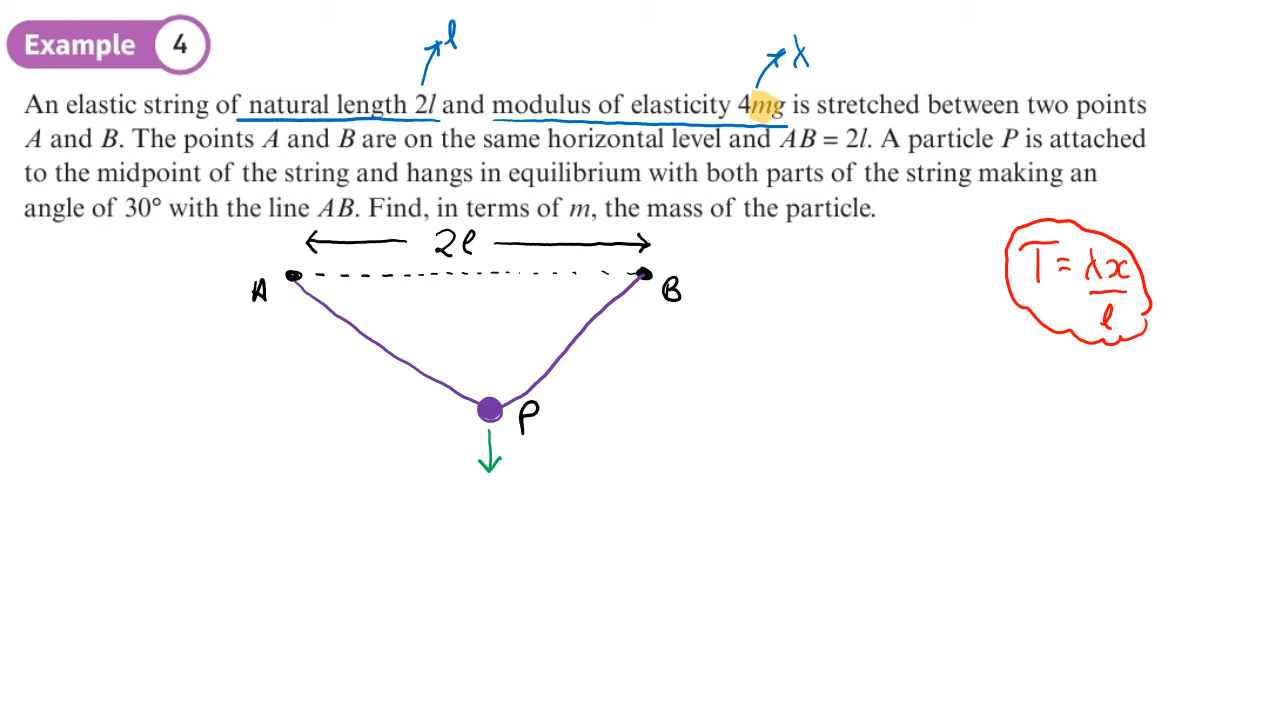 Example 4
l
λ
An elastic string of natural length 2l and modulus of elasticity 4mg is stretched between two points
A and B. The points A and B are on the same horizontal level and AB = 2l. A particle P is attached
to the midpoint of the string and hangs in equilibrium with both parts of the string making an
angle of 30° with the line AB. Find, in terms of m, the mass of the particle.
2l
T = λx
l
A
B
P